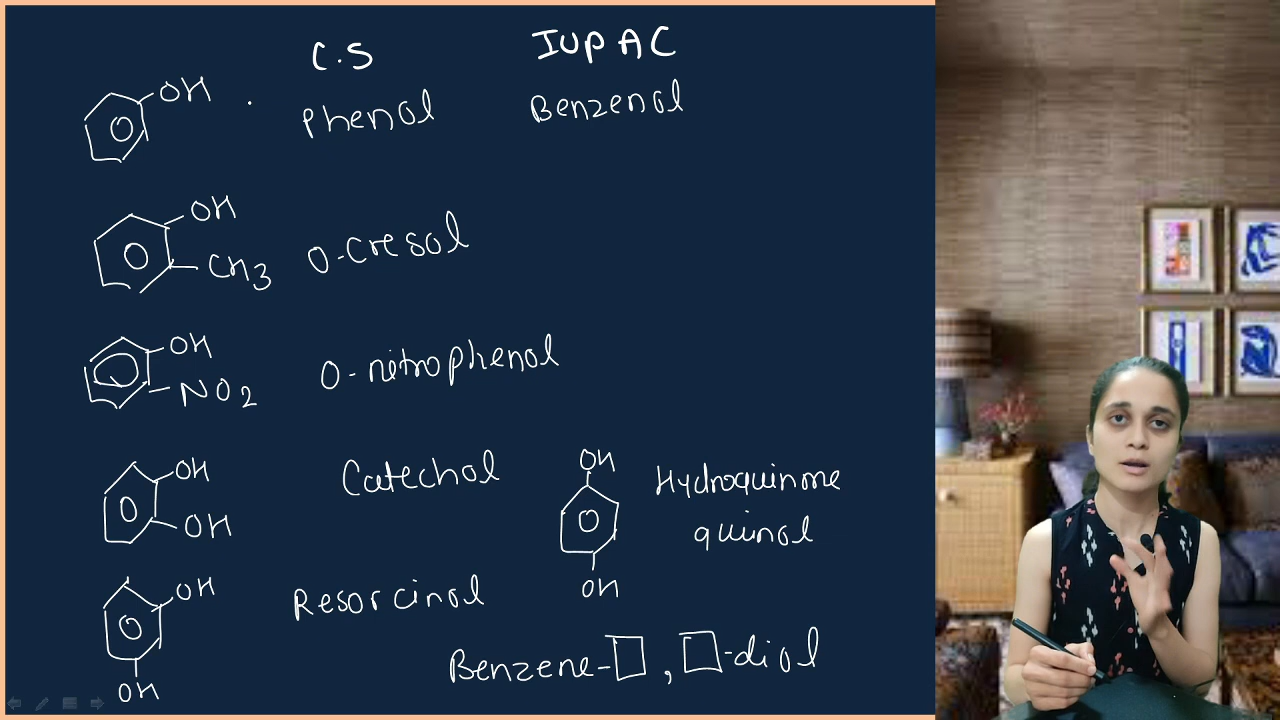 C.S IUPAC
OH Phenol Benzenol
OH
CH3 O-Cresol
OH
NO2 O-nitrophenol
OH Catechol OH Hydroquinone
OH quinol
OH Resorcinol OH
OH Benzene-□,□-diol